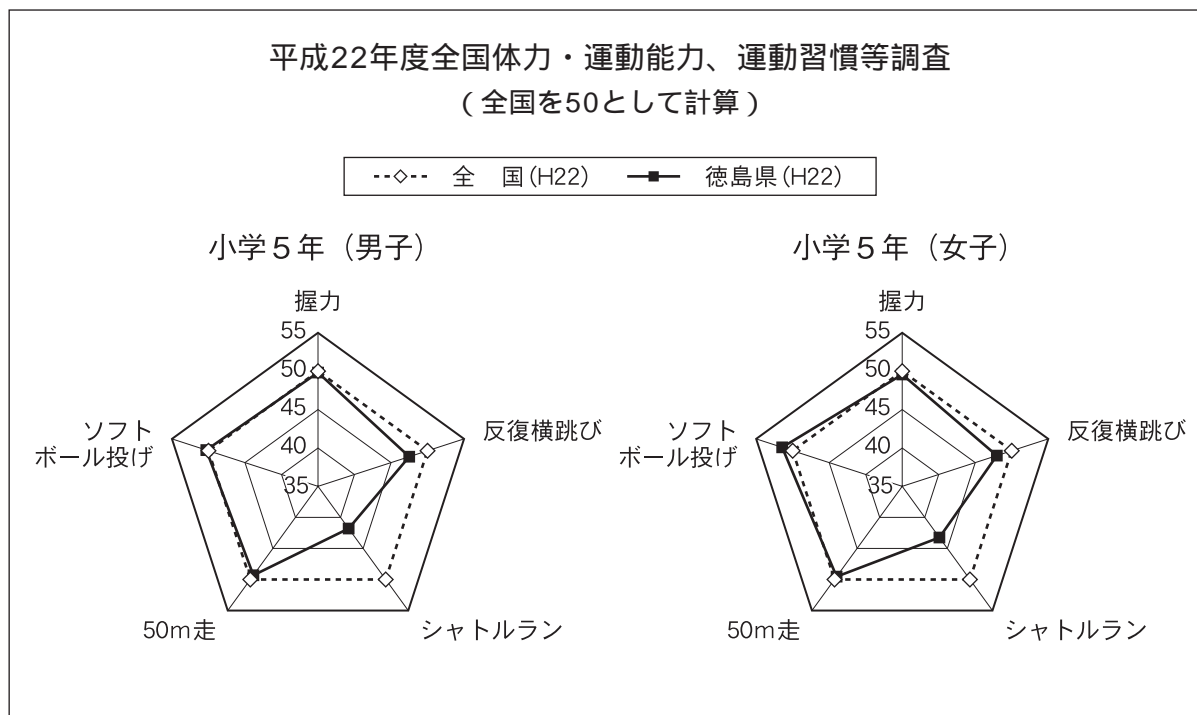 平成22年度全国体力・運動能力、運動習慣等調査
(全国を50として計算)
全　国(H22)　徳島県(H22)
小学５年(男子)
握力
55
50
45
40
35
反復横跳び
シャトルラン
50m走
ソフト
ボール投げ
小学５年(女子)
握力
55
50
45
40
35
反復横跳び
シャトルラン
50m走
ソフト
ボール投げ